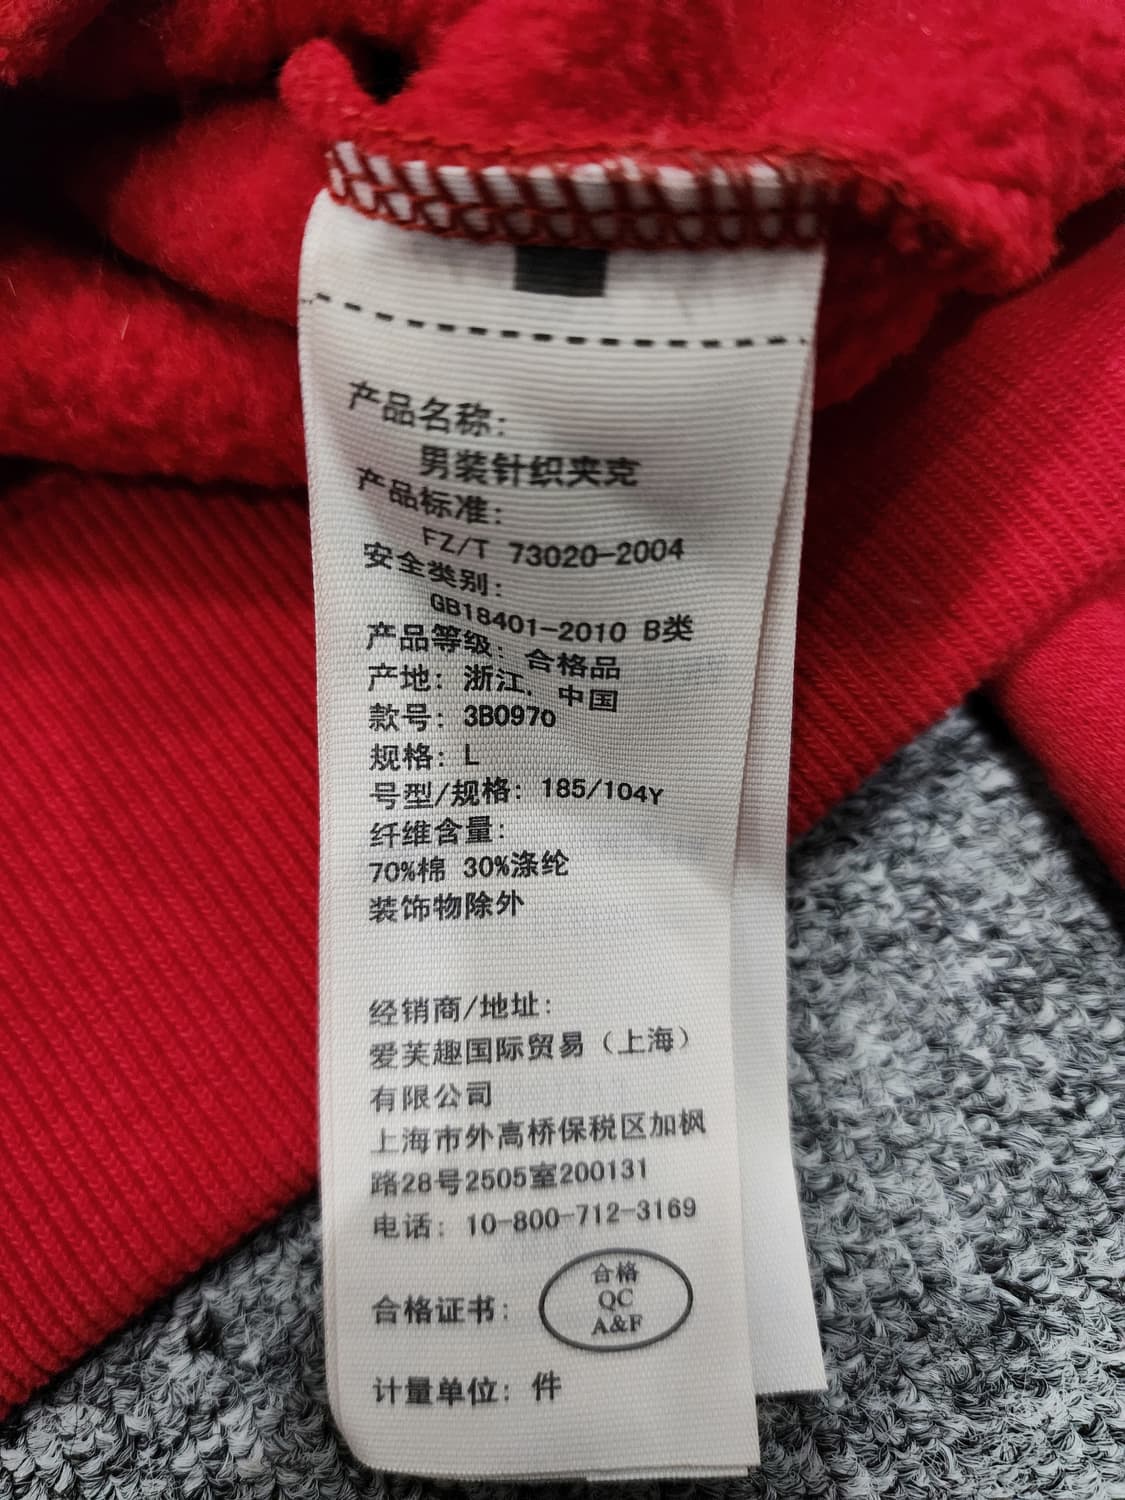 产品名称:
男装针织夹克
产品标准:
FZ/T 73020-2004
安全类别:
GB18401-2010 B类
产品等级: 合格品
产地: 浙江, 中国
款号: 3B097o
规格: L
号型/规格: 185/104Y
纤维含量:
70%棉 30%涤纶
装饰物除外
经销商/地址:
爱芙趣国际贸易（上海）
有限公司
上海市外高桥保税区加枫
路28号2505室200131
电话: 10-800-712-3169
合格证书:
合格
QC
A&F
计量单位: 件